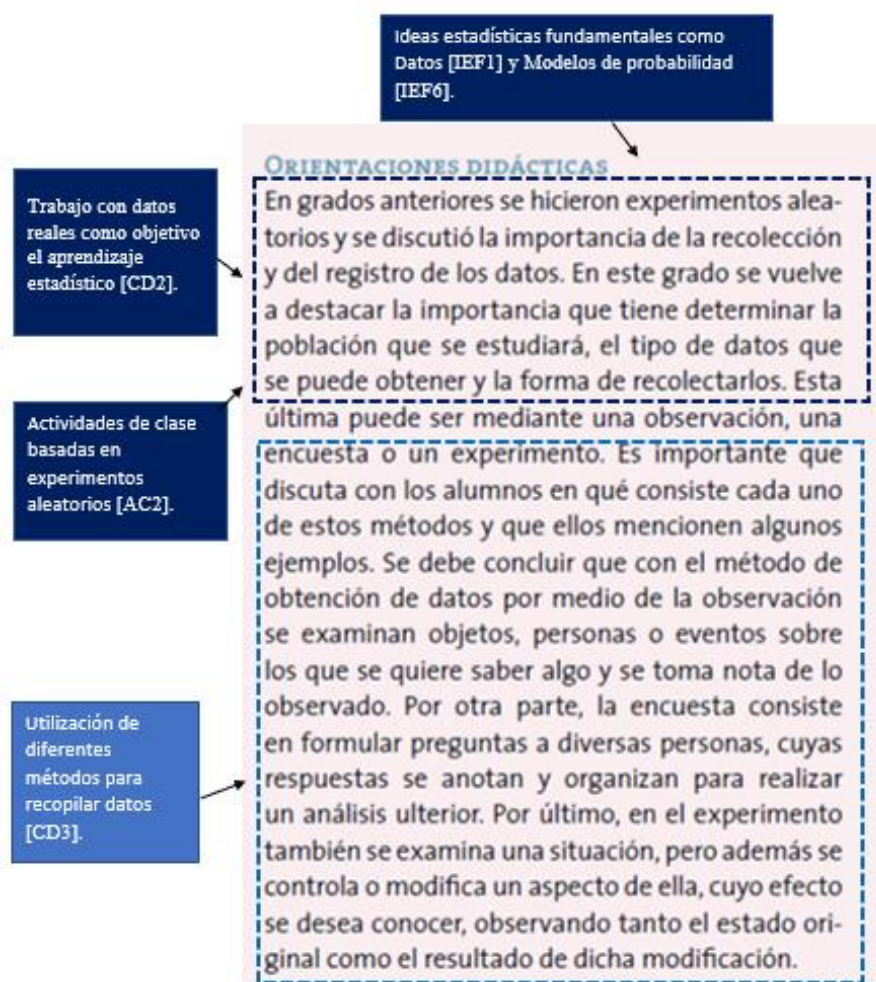 Ideas estadísticas fundamentales como
Datos [IEF1] y Modelos de probabilidad
[IEF6].
ORIENTACIONES DIDÁCTICAS
Trabajo con datos
reales como objetivo
el aprendizaje
estadístico [CD2].
Actividades de clase
basadas en
experimentos
aleatorios [AC2].
Utilización de
diferentes
métodos para
recopilar datos
[CD3].
En grados anteriores se hicieron experimentos alea-
torios y se discutió la importancia de la recolección
y del registro de los datos. En este grado se vuelve
a destacar la importancia que tiene determinar la
población que se estudiará, el tipo de datos que
se puede obtener y la forma de recolectarlos. Esta
última puede ser mediante una observación, una
encuesta o un experimento. Es importante que
discuta con los alumnos en qué consiste cada uno
de estos métodos y que ellos mencionen algunos
ejemplos. Se debe concluir que con el método de
obtención de datos por medio de la observación
se examinan objetos, personas o eventos sobre
los que se quiere saber algo y se toma nota de lo
observado. Por otra parte, la encuesta consiste
en formular preguntas a diversas personas, cuyas
respuestas se anotan y organizan para realizar
un análisis ulterior. Por último, en el experimento
también se examina una situación, pero además se
controla o modifica un aspecto de ella, cuyo efecto
se desea conocer, observando tanto el estado ori-
ginal como el resultado de dicha modificación.